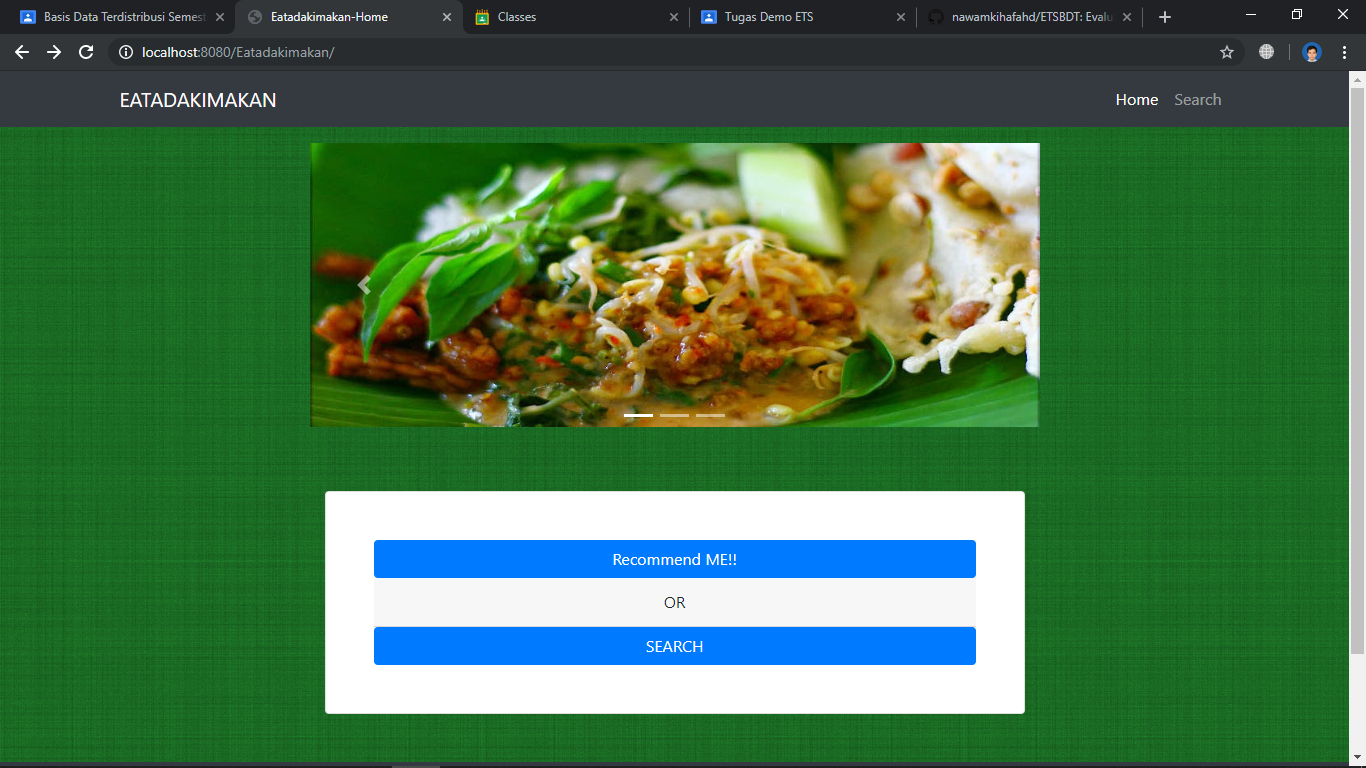 Basis Data Terdistribusi Semest
Eatadakimakan-Home
Classes
Tugas Demo ETS
nawamkihafahd/ETSBDT: Evalu
localhost:8080/Eatadakimakan/
EATADAKIMAKAN
Home
Search
Recommend ME!!
OR
SEARCH